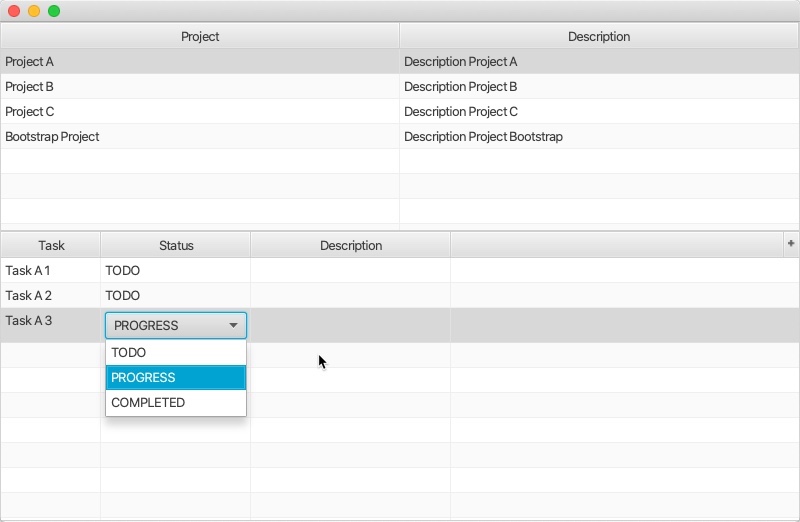 Project Description
Project A Description Project A
Project B Description Project B
Project C Description Project C
Bootstrap Project Description Project Bootstrap
Task Status Description +
Task A 1 TODO
Task A 2 TODO
Task A 3 PROGRESS
TODO
PROGRESS
COMPLETED